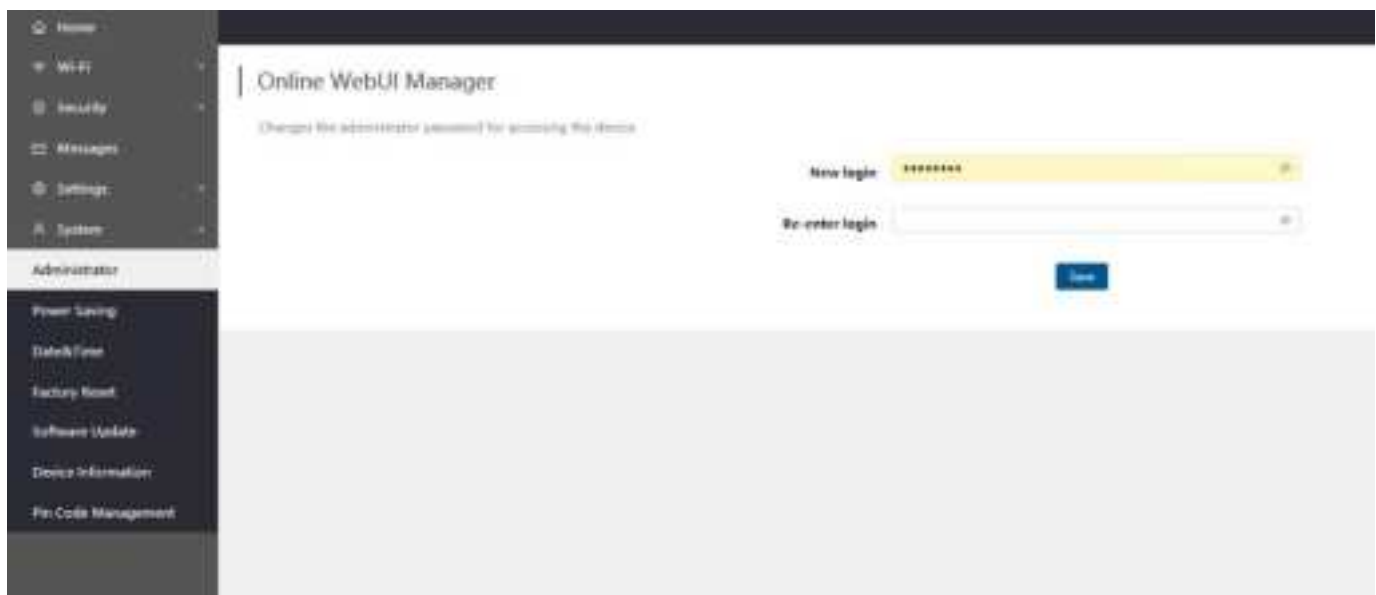 Home
Wi-Fi
Security
Messages
Settings
System
Administrator
Power Saving
Date&Time
Factory Reset
Software Update
Device Information
Pin Code Management
Online WebUI Manager
Changes the administrator password for accessing the device
New login
********
Re-enter login
Save